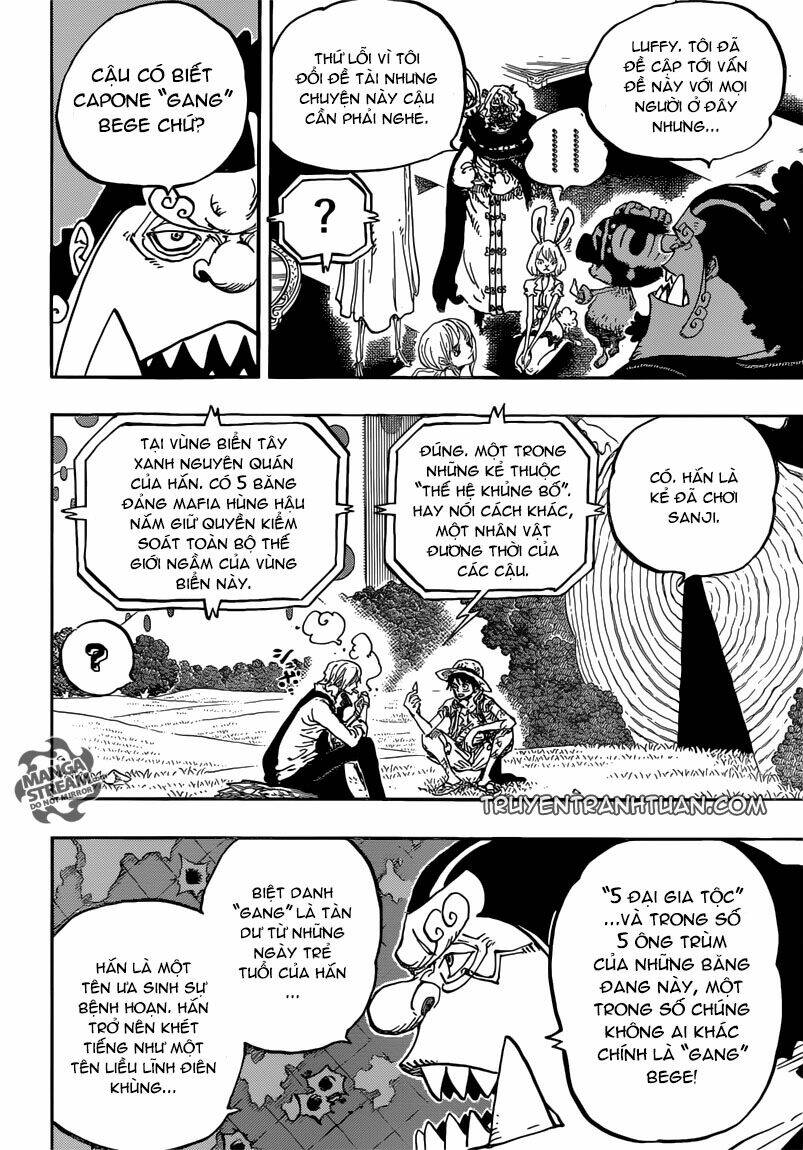 LUFFY. TÔI ĐÃ
ĐỀ CẬP TỚI VẤN
ĐỀ NÀY VỚI MỌI
NGƯỜI Ở ĐÂY
NHƯNG...
THỨ LỖI VÌ TÔI
ĐỔI ĐỀ TÀI NHƯNG
CHUYỆN NÀY CẬU
CẦN PHẢI NGHE.
?
CẬU CÓ BIẾT
CAPONE "GANG"
BEGE CHỨ?
CÓ. HẮN LÀ
KẺ ĐÃ CHƠI
SANJI.
ĐÚNG. MỘT TRONG
NHỮNG KẺ THUỘC
"THẾ HỆ KHỦNG BỐ".
HAY NÓI CÁCH KHÁC,
MỘT NHÂN VẬT
ĐƯƠNG THỜI CỦA
CÁC CẬU.
TẠI VÙNG BIỂN TÂY
XANH NGUYÊN QUÁN
CỦA HẮN. CÓ 5 BĂNG
ĐẢNG MAFIA HÙNG HẬU
NẮM GIỮ QUYỀN KIỂM
SOÁT TOÀN BỘ THẾ
GIỚI NGẦM CỦA VÙNG
BIỂN NÀY.
?
MANGA
STREAM
DO NOT MIRROR
TRUYENTRANHTUAN.COM
"5 ĐẠI GIA TỘC"
...VÀ TRONG SỐ
5 ÔNG TRÙM
CỦA NHỮNG BĂNG
ĐANG NÀY, MỘT
TRONG SỐ CHÚNG
KHÔNG AI KHÁC
CHÍNH LÀ "GANG"
BEGE!
BIỆT DANH
"GANG" LÀ TÀN
DƯ TỪ NHỮNG
NGÀY TRẺ
TUỔI CỦA HẮN
...
HẮN LÀ MỘT
TÊN ƯA SINH SỰ
BỆNH HOẠN. HẮN
TRỞ NÊN KHÉT
TIẾNG NHƯ MỘT
TÊN LIỀU LĨNH ĐIÊN
KHÙNG...